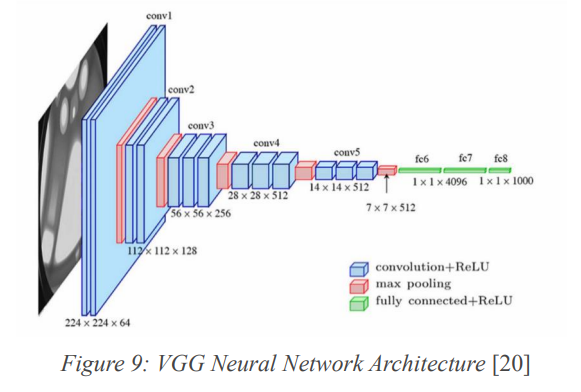 conv1
conv2
conv3
conv4
conv5
fc6 fc7 fc8
1 × 1 × 4096 1 × 1 × 1000
14 × 14 × 512
28 × 28 × 512
7 × 7 × 512
56 × 56 × 256
112 × 112 × 128
224 × 224 × 64
convolution+ReLU
max pooling
fully connected+ReLU
Figure 9: VGG Neural Network Architecture [20]